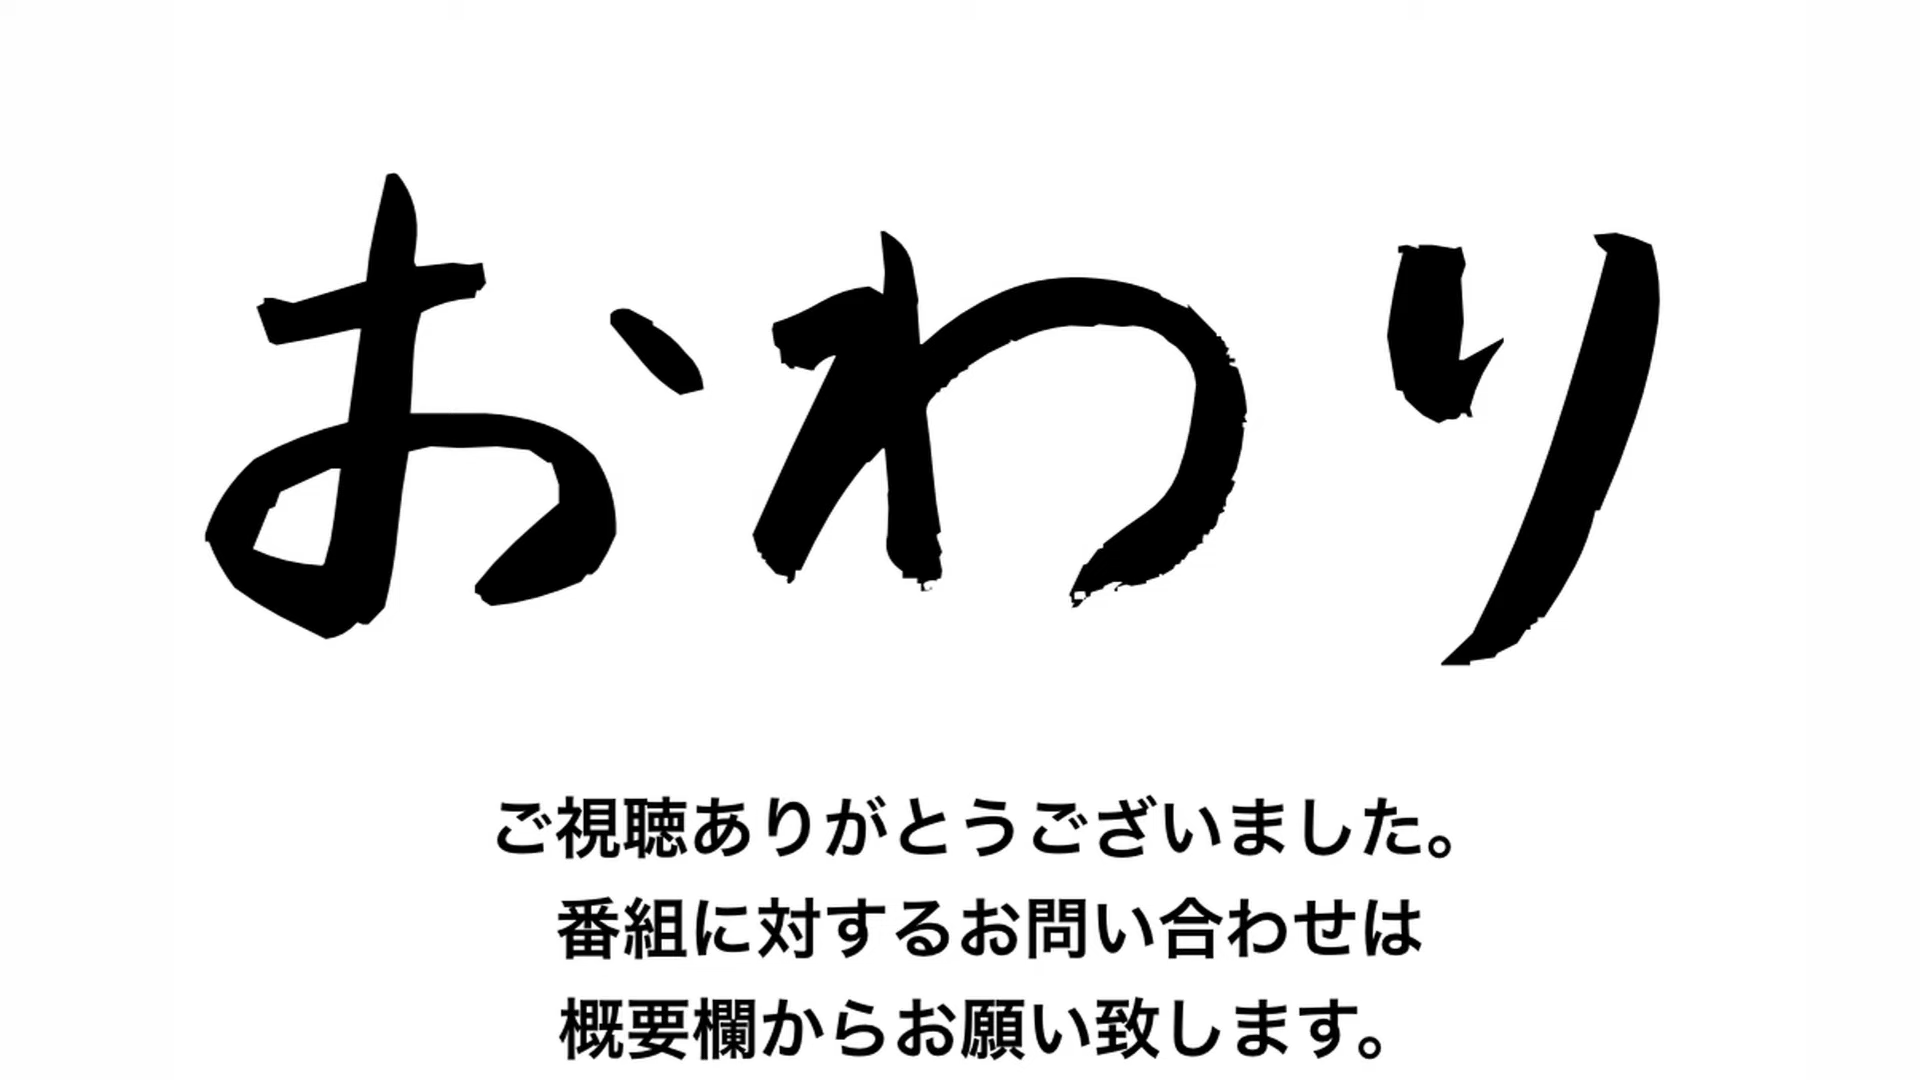 おわり
ご視聴ありがとうございました。
番組に対するお問い合わせは
概要欄からお願い致します。